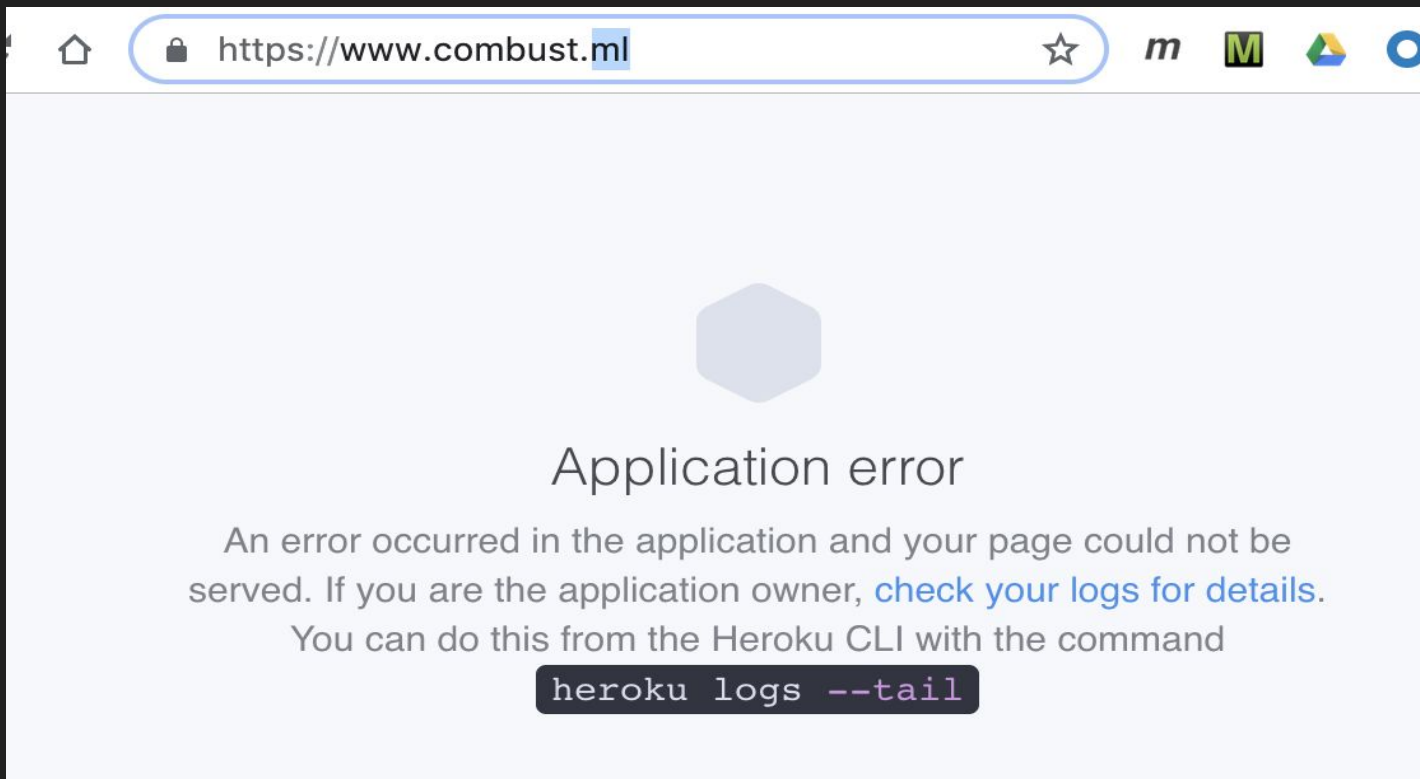 https://www.combust.ml
m M
Application error
An error occurred in the application and your page could not be
served. If you are the application owner, check your logs for details.
You can do this from the Heroku CLI with the command
heroku logs --tail